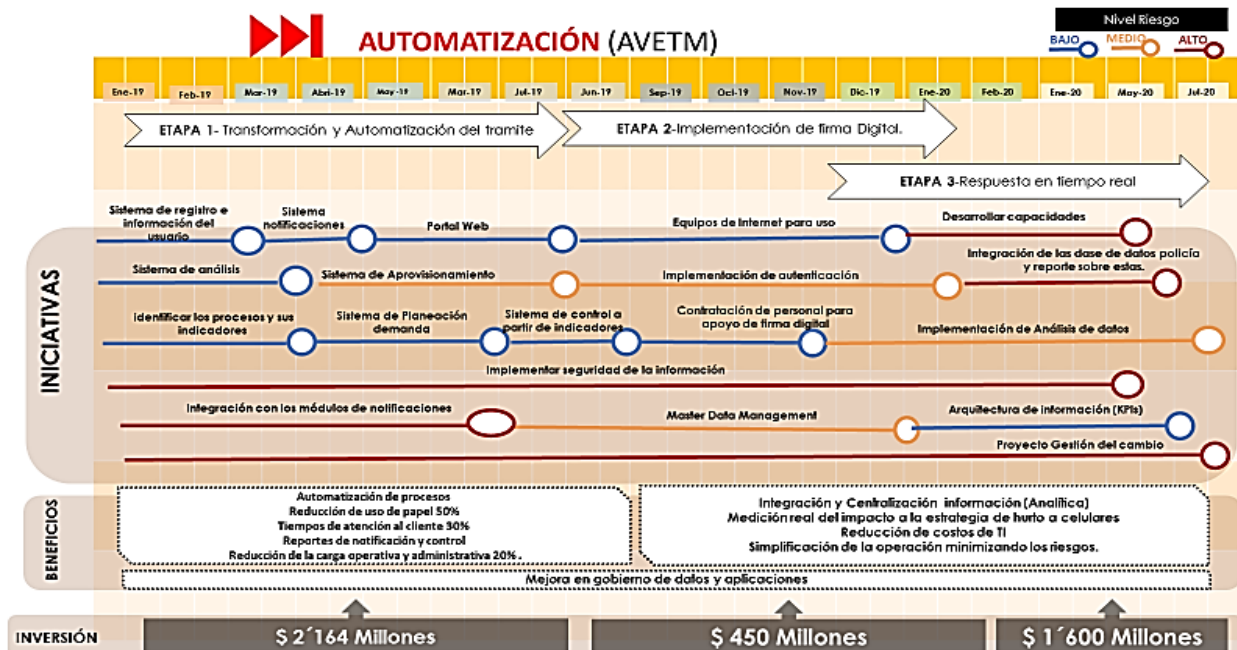 Nivel Riesgo
AUTOMATIZACIÓN (AVETM)
BAJO MEDIO ALTO
Ene-19 Feb-19 Mar-19 Abri-19 May-19 Mar-19 Jul-19 Jun-19 Sep-19 Oct-19 Nov-19 Dic-19 Ene-20 Feb-20 Ene-20 May-20 Jul-20
ETAPA 1- Transformación y Automatización del tramite
ETAPA 2-Implementación de firma Digital.
ETAPA 3-Respuesta en tiempo real
INICIATIVAS
Sistema de registro e
información del
usuario
Sistema
notificaciones
Portal Web
Equipos de Internet para uso
Desarrollar capacidades
Sistema de análisis
Sistema de Aprovisionamiento
Implementación de autenticación
Integración de las dase de datos policía
y reporte sobre estas.
Identificar los procesos y sus
indicadores
Sistema de Planeación
demanda
Sistema de control a
partir de indicadores
Contratación de personal para
apoyo de firma digital
Implementación de Análisis de datos
Implementar seguridad de la información
Integración con los módulos de notificaciones
Master Data Management
Arquitectura de información (KPIs)
Proyecto Gestión del cambio
BENEFICIOS
Automatización de procesos
Reducción de uso de papel 50%
Tiempos de atención al cliente 30%
Reportes de notificación y control
Reducción de la carga operativa y administrativa 20% .
Integración y Centralización información (Analítica)
Medición real del impacto a la estrategia de hurto a celulares
Reducción de costos de TI
Simplificación de la operación minimizando los riesgos.
Mejora en gobierno de datos y aplicaciones
INVERSIÓN
$ 2´164 Millones
$ 450 Millones
$ 1´600 Millones